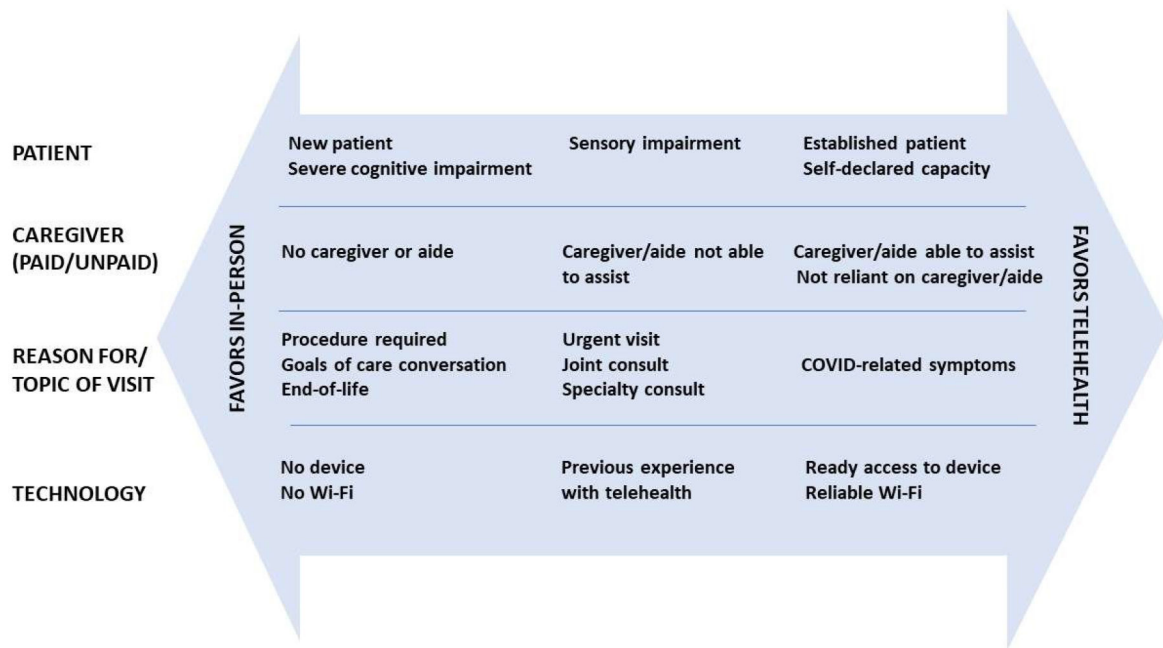 PATIENT
New patient
Severe cognitive impairment
Sensory impairment
Established patient
Self-declared capacity
CAREGIVER
(PAID/UNPAID)
No caregiver or aide
Caregiver/aide not able
to assist
Caregiver/aide able to assist
Not reliant on caregiver/aide
REASON FOR/
TOPIC OF VISIT
Procedure required
Goals of care conversation
End-of-life
Urgent visit
Joint consult
Specialty consult
COVID-related symptoms
TECHNOLOGY
No device
No Wi-Fi
Previous experience
with telehealth
Ready access to device
Reliable Wi-Fi
FAVORS IN-PERSON
FAVORS TELEHEALTH